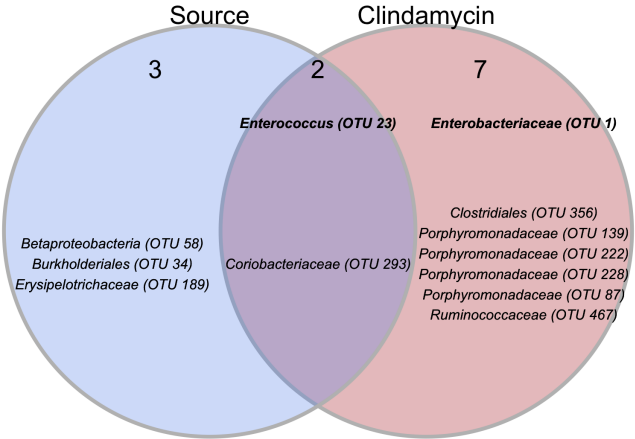 Source
Clindamycin
3
2
7
Enterococcus (OTU 23)
Enterobacteriaceae (OTU 1)
Betaproteobacteria (OTU 58)
Burkholderiales (OTU 34)
Erysipelotrichaceae (OTU 189)
Coriobacteriaceae (OTU 293)
Clostridiales (OTU 356)
Porphyromonadaceae (OTU 139)
Porphyromonadaceae (OTU 222)
Porphyromonadaceae (OTU 228)
Porphyromonadaceae (OTU 87)
Ruminococcaceae (OTU 467)